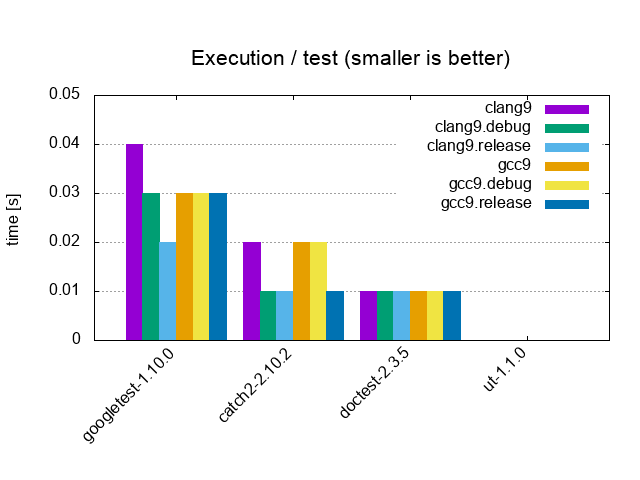 Execution / test (smaller is better)
0.05
0.04
0.03
0.02
0.01
0
time [s]
clang9
clang9.debug
clang9.release
gcc9
gcc9.debug
gcc9.release
googletest-1.10.0
catch2-2.10.2
doctest-2.3.5
ut-1.1.0